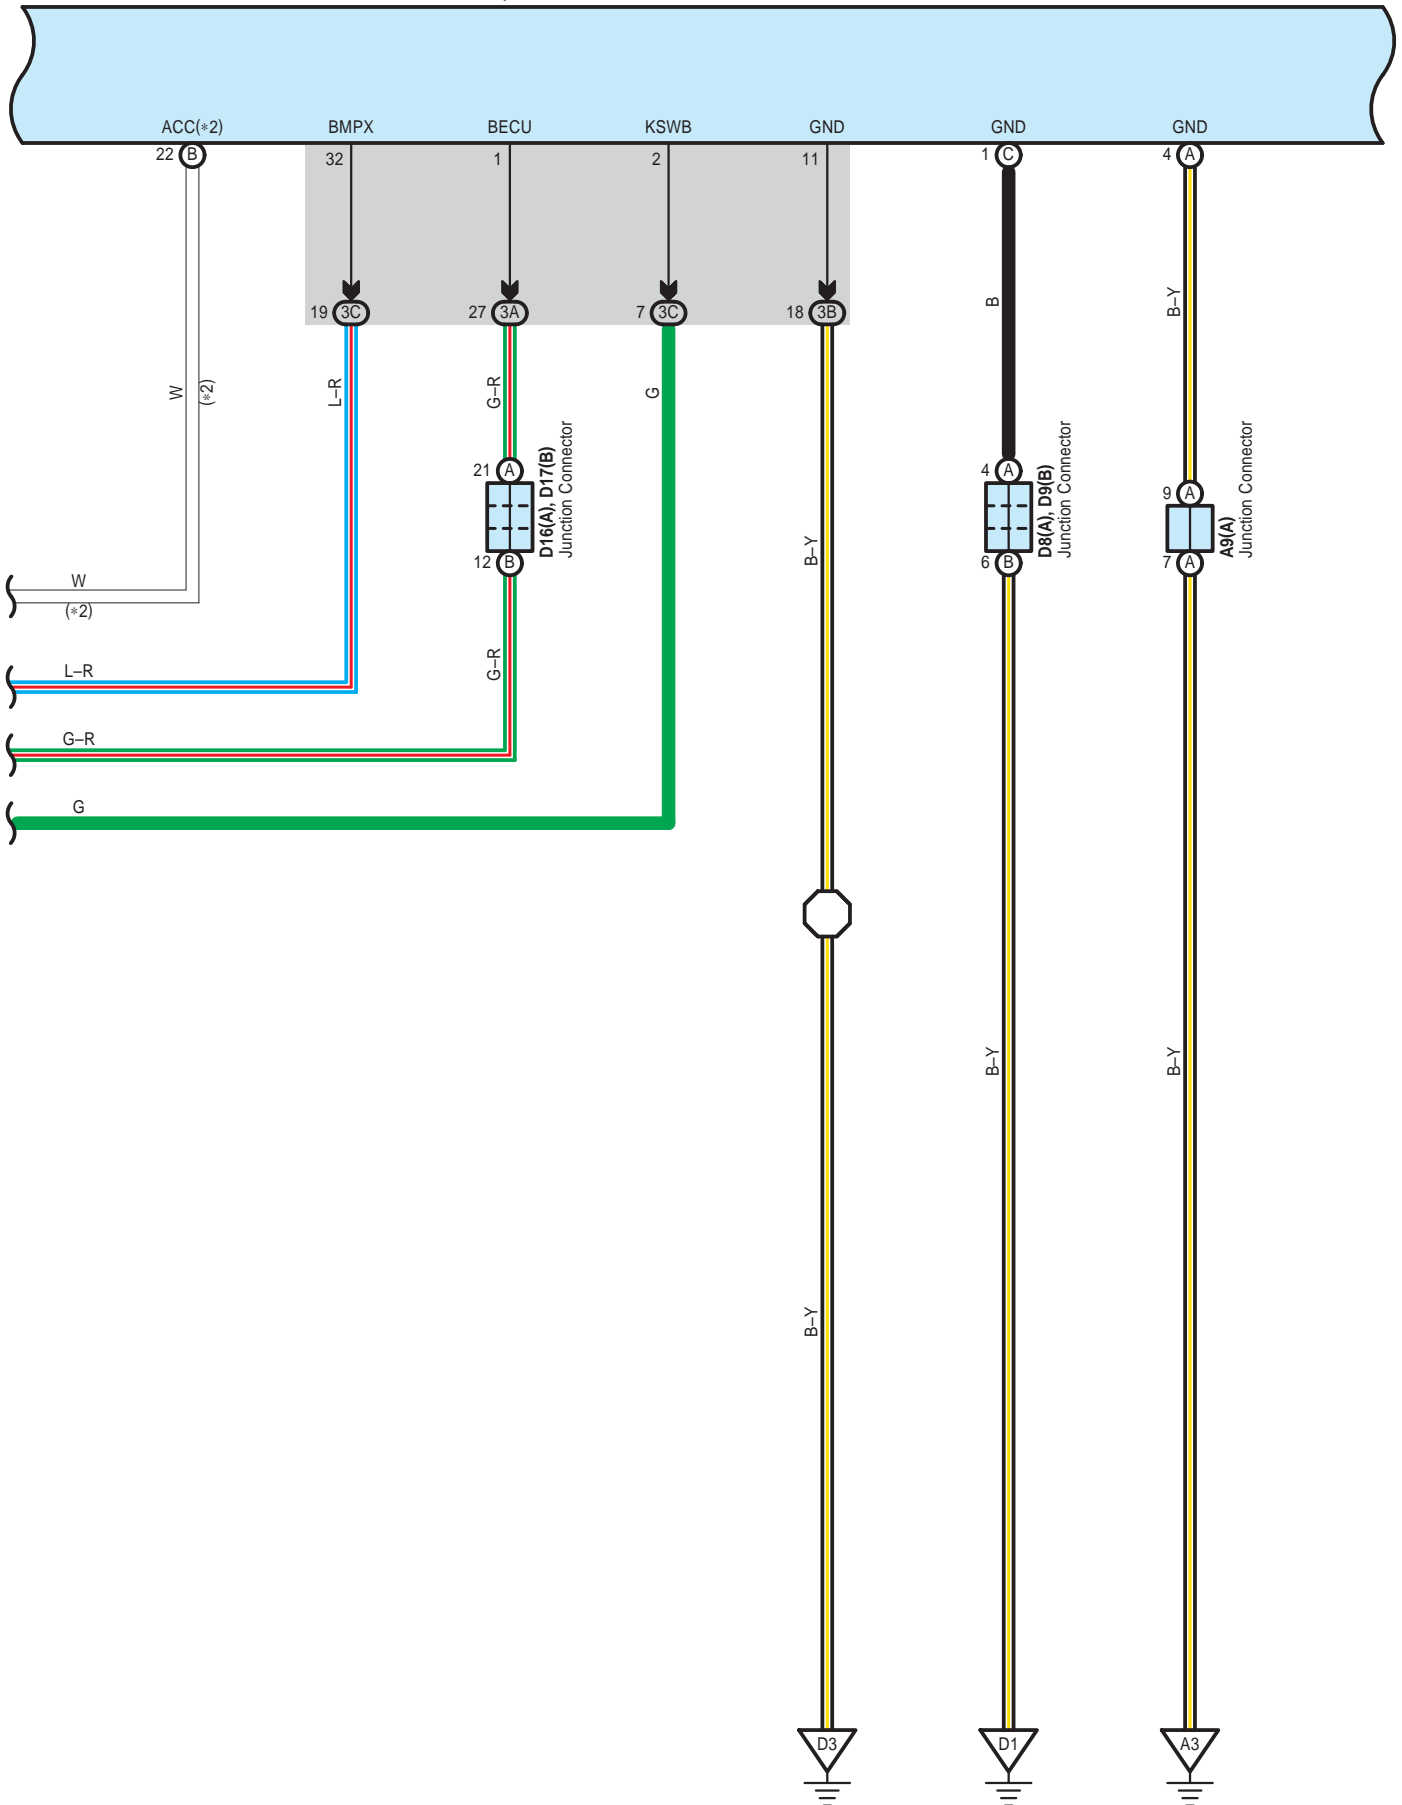 ACC(*2) BMPX BECU KSWB GND GND GND
22 B 32 1 2 11 1 C 4 A
19 3C 27 3A 7 3C 18 3B
B
B–Y
W
(*2)
L–R
G–R
G
21 A
D16(A), D17(B)
Junction Connector
12 B
4 A
D8(A), D9(B)
Junction Connector
6 B
9 A
A9(A)
Junction Connector
7 A
B–Y
W
(*2)
L–R
G–R
G–R
G
B–Y
B–Y
B–Y
D3 D1 A3